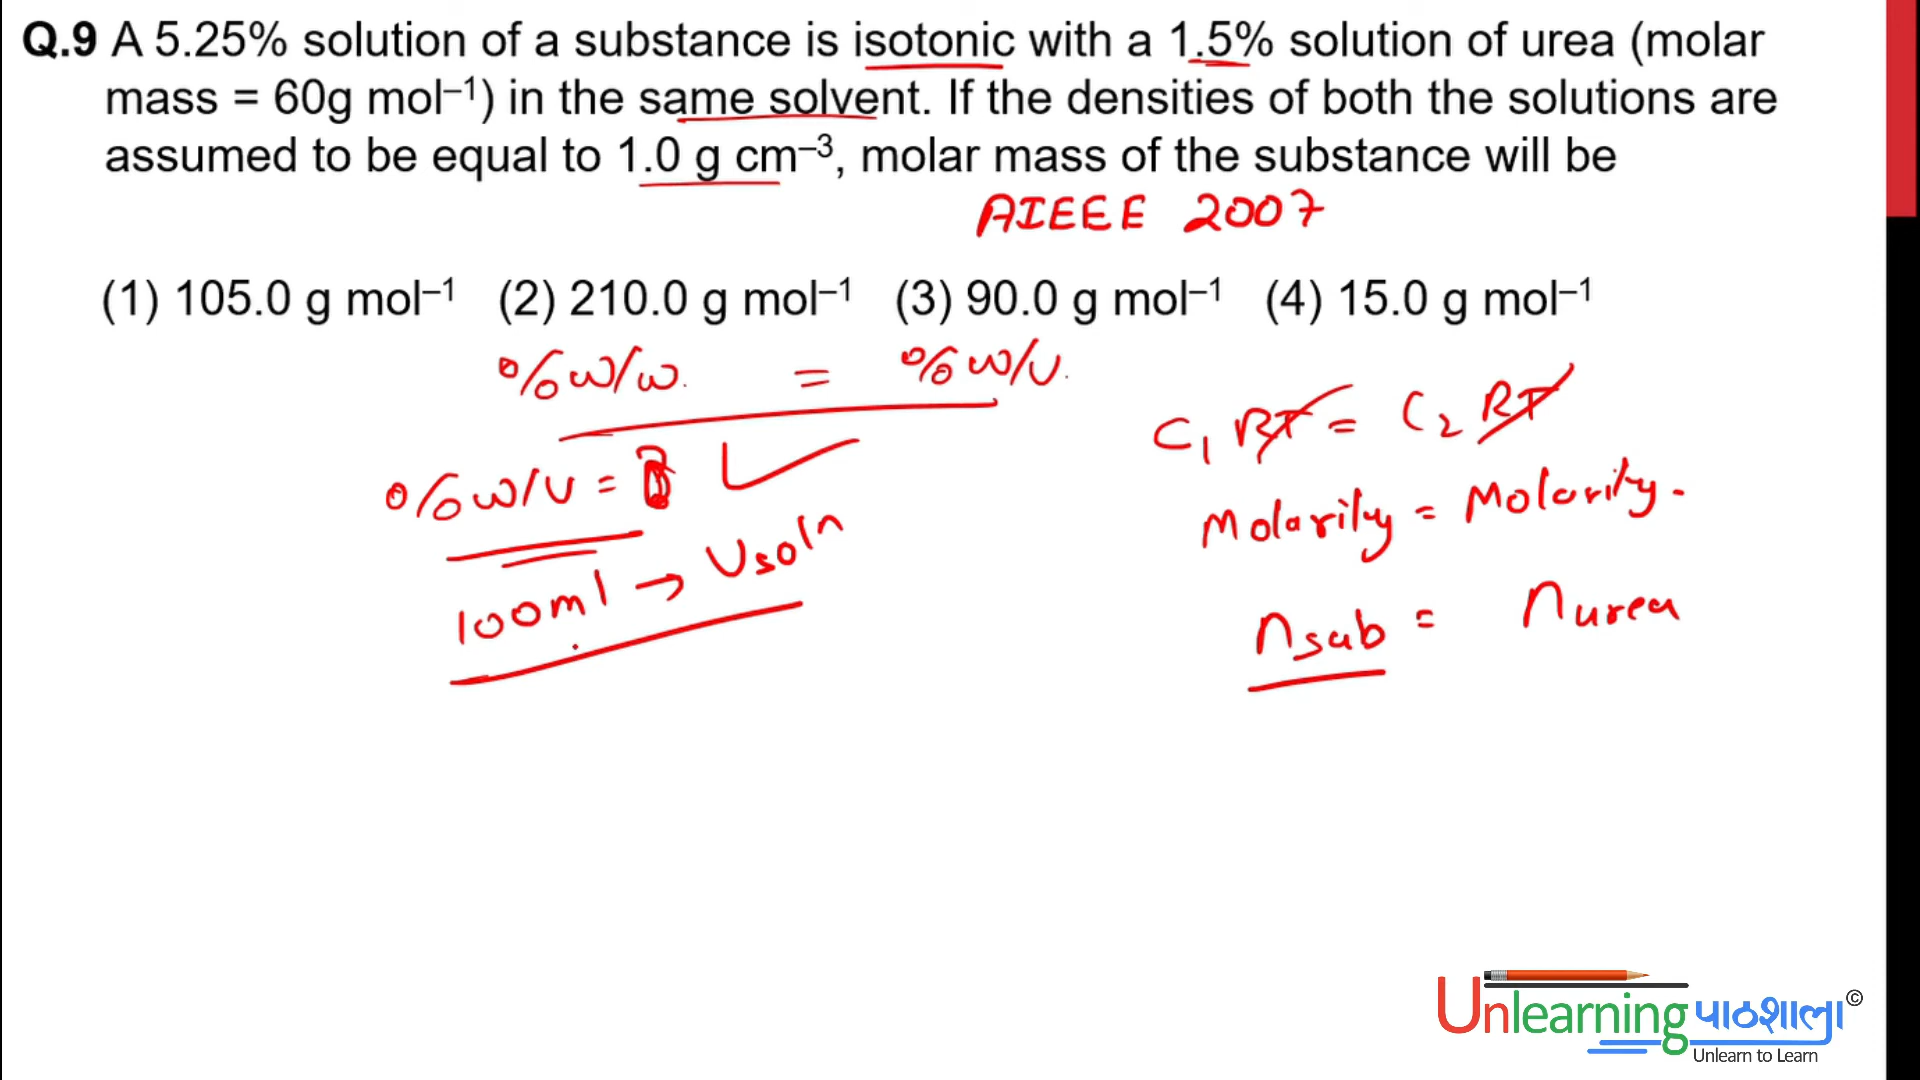 Q.9 A 5.25% solution of a substance is isotonic with a 1.5% solution of urea (molar
mass = 60g mol⁻¹) in the same solvent. If the densities of both the solutions are
assumed to be equal to 1.0 g cm⁻³, molar mass of the substance will be
AIEEE 2007
(1) 105.0 g mol⁻¹ (2) 210.0 g mol⁻¹ (3) 90.0 g mol⁻¹ (4) 15.0 g mol⁻¹
% w/w. = % w/v.
C₁ RT = C₂ RT
% w/v =
Molarity = Molarity.
100ml → Vsoln
nsub = nurea
Unlearning पाठशाला©
Unlearn to Learn